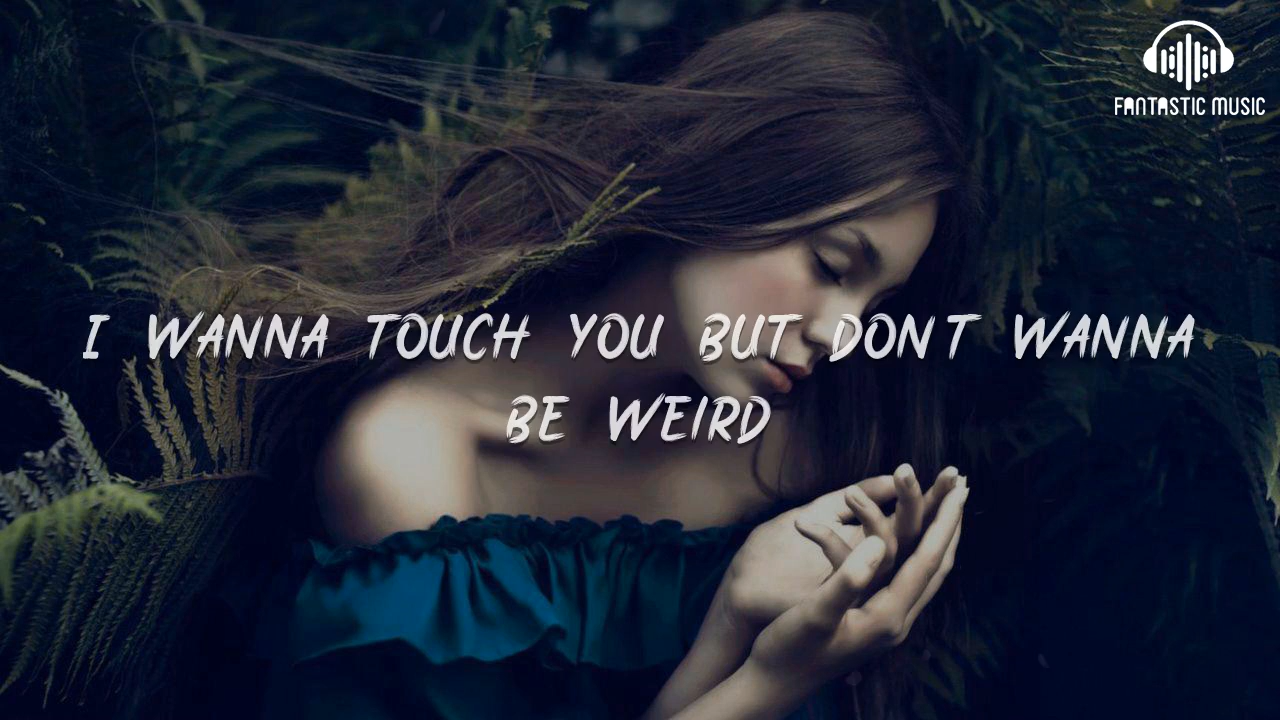 FANTASTIC MUSIC
I WANNA TOUCH YOU BUT DON'T WANNA
BE WEIRD